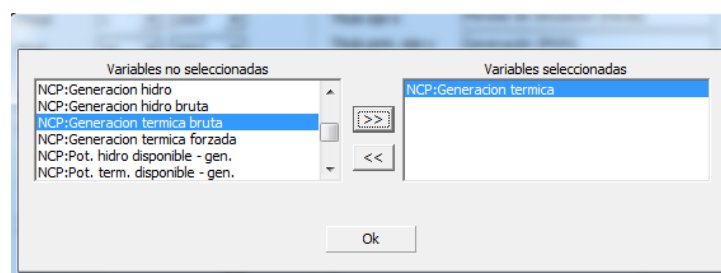 Variables no seleccionadas
Variables seleccionadas
NCP:Generacion hidro
NCP:Generacion hidro bruta
NCP:Generacion termica bruta
NCP:Generacion termica forzada
NCP:Pot. hidro disponible - gen.
NCP:Pot. term. disponible - gen.
>>
<<
NCP:Generacion termica
Ok